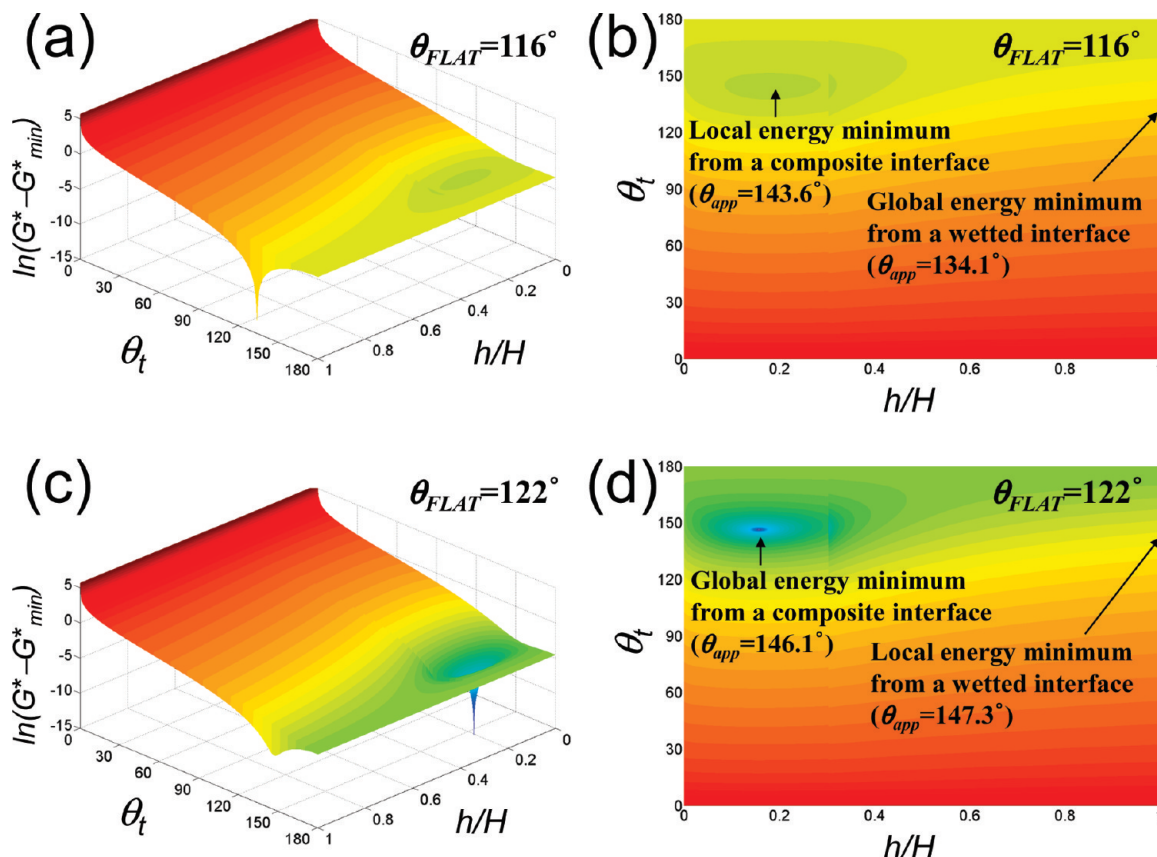 (a)
θFLAT=116°
ln(G*–G*min)
5
0
-5
-10
-15
0
30
60
90
120
150
180
θt
1
0.8
0.6
0.4
0.2
0
h/H
(b)
θFLAT=116°
180
150
120
90
60
30
0
θt
Local energy minimum
from a composite interface
(θapp=143.6°)
Global energy minimum
from a wetted interface
(θapp=134.1°)
0
0.2
0.4
0.6
0.8
h/H
(c)
θFLAT=122°
ln(G*–G*min)
5
0
-5
-10
-15
0
30
60
90
120
150
180
θt
1
0.8
0.6
0.4
0.2
0
h/H
(d)
θFLAT=122°
180
150
120
90
60
30
0
θt
Global energy minimum
from a composite interface
(θapp=146.1°)
Local energy minimum
from a wetted interface
(θapp=147.3°)
0
0.2
0.4
0.6
0.8
h/H